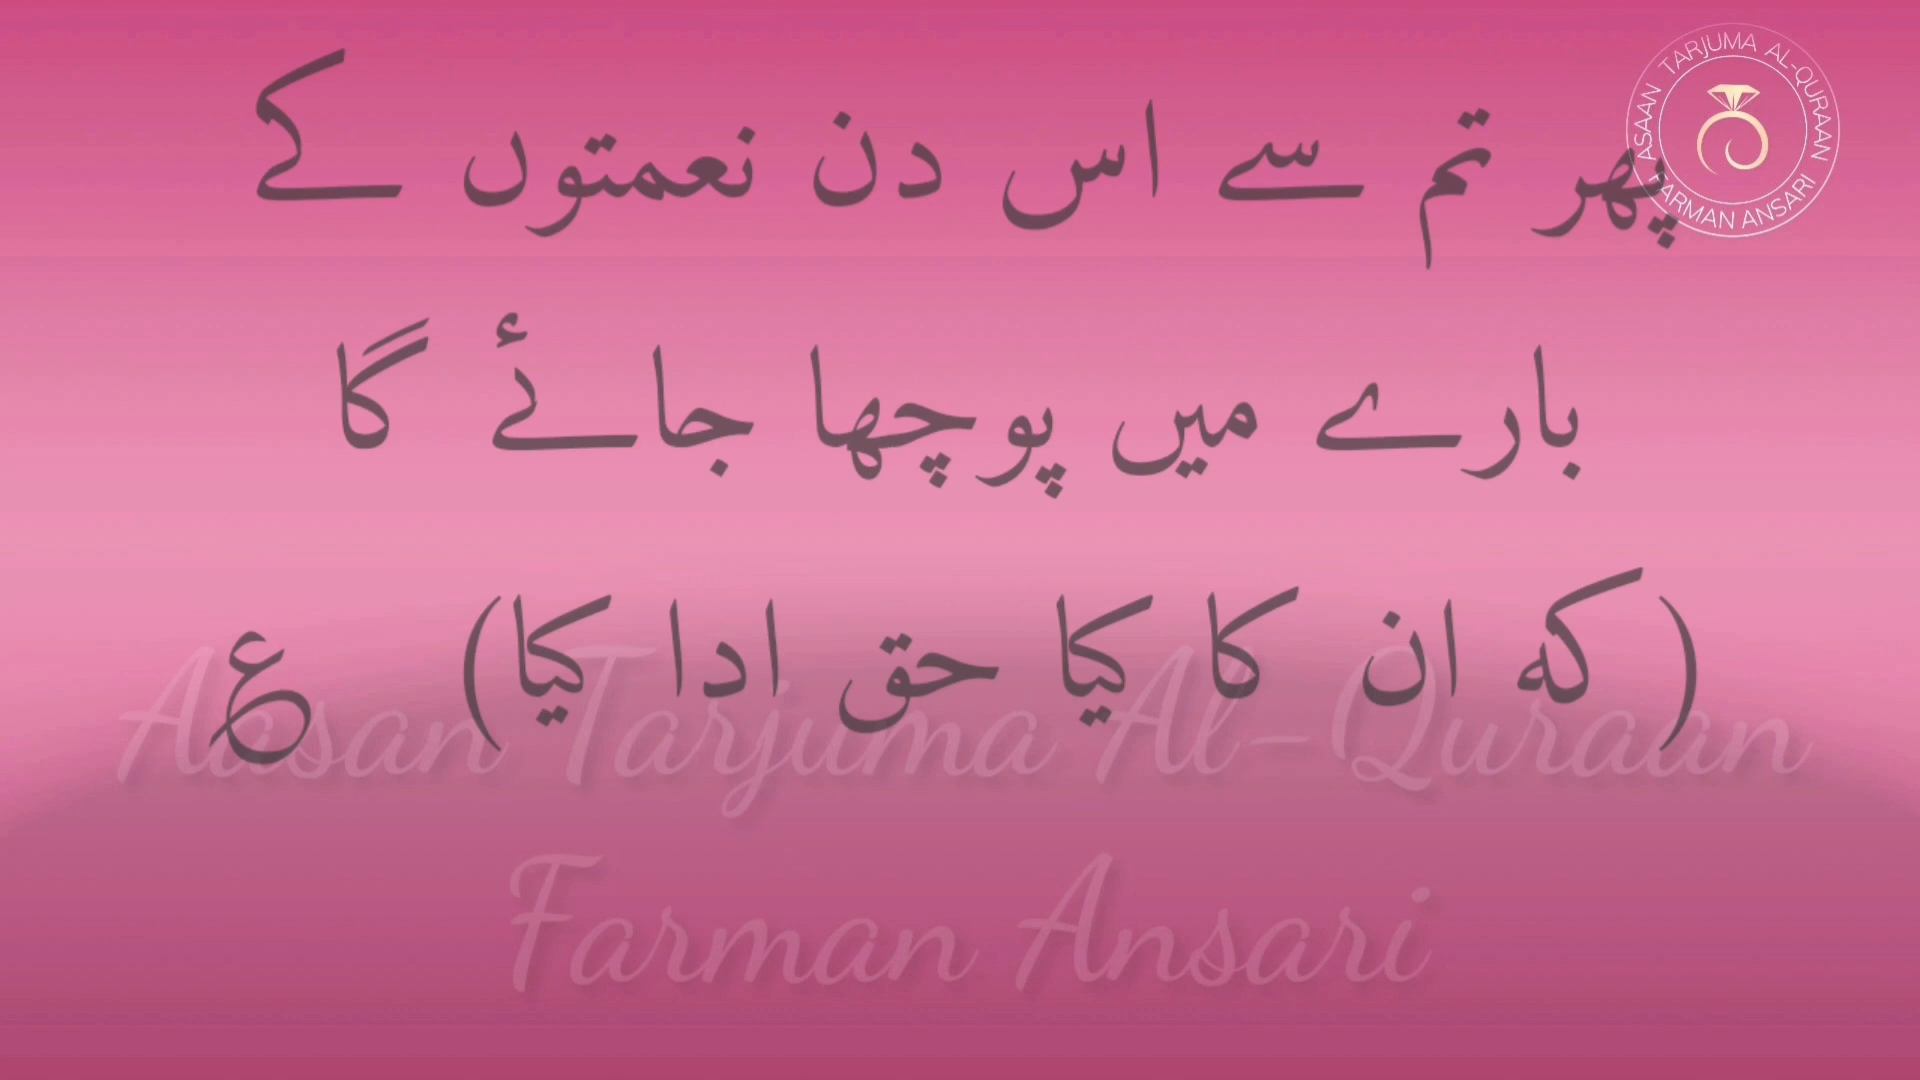 پھر تم سے اس دن نعمتوں کے
بارے میں پوچھا جائے گا
(کہ ان کا کیا حق ادا کیا) ع
Aasan Tarjuma Al-Quraan
Farman Ansari
ASAAN TARJUMA AL-QURAAN
FARMAN ANSARI